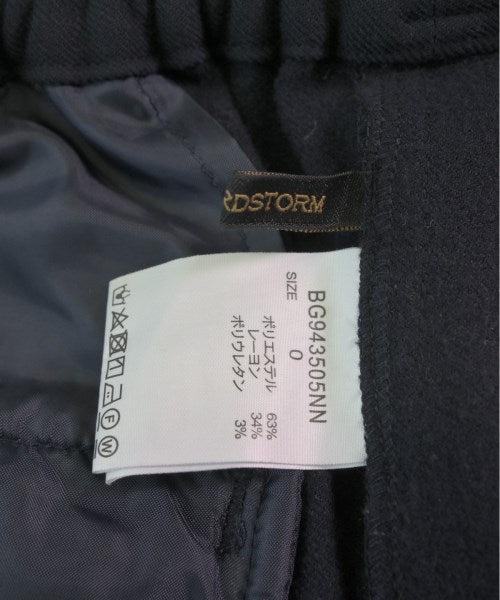 RDSTORM
BG943505NN
SIZE 0
ポリエステル 63%
レーヨン 34%
ポリウレタン 3%
F
W